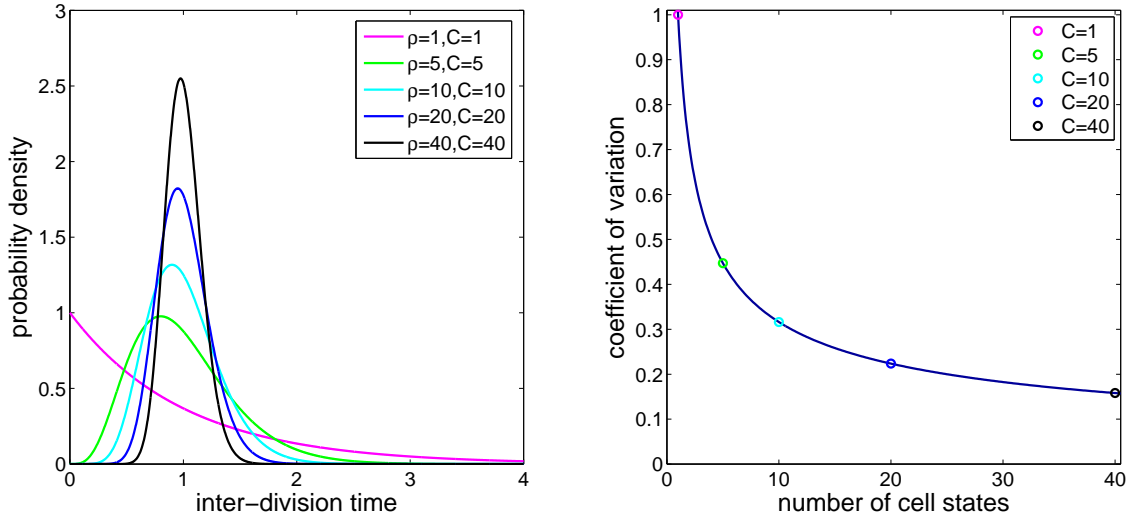 3
2.5
2
1.5
1
0.5
0
probability density
0 1 2 3 4
inter−division time
ρ=1,C=1
ρ=5,C=5
ρ=10,C=10
ρ=20,C=20
ρ=40,C=40
1
0.9
0.8
0.7
0.6
0.5
0.4
0.3
0.2
0.1
0
coefficient of variation
0 10 20 30 40
number of cell states
C=1
C=5
C=10
C=20
C=40